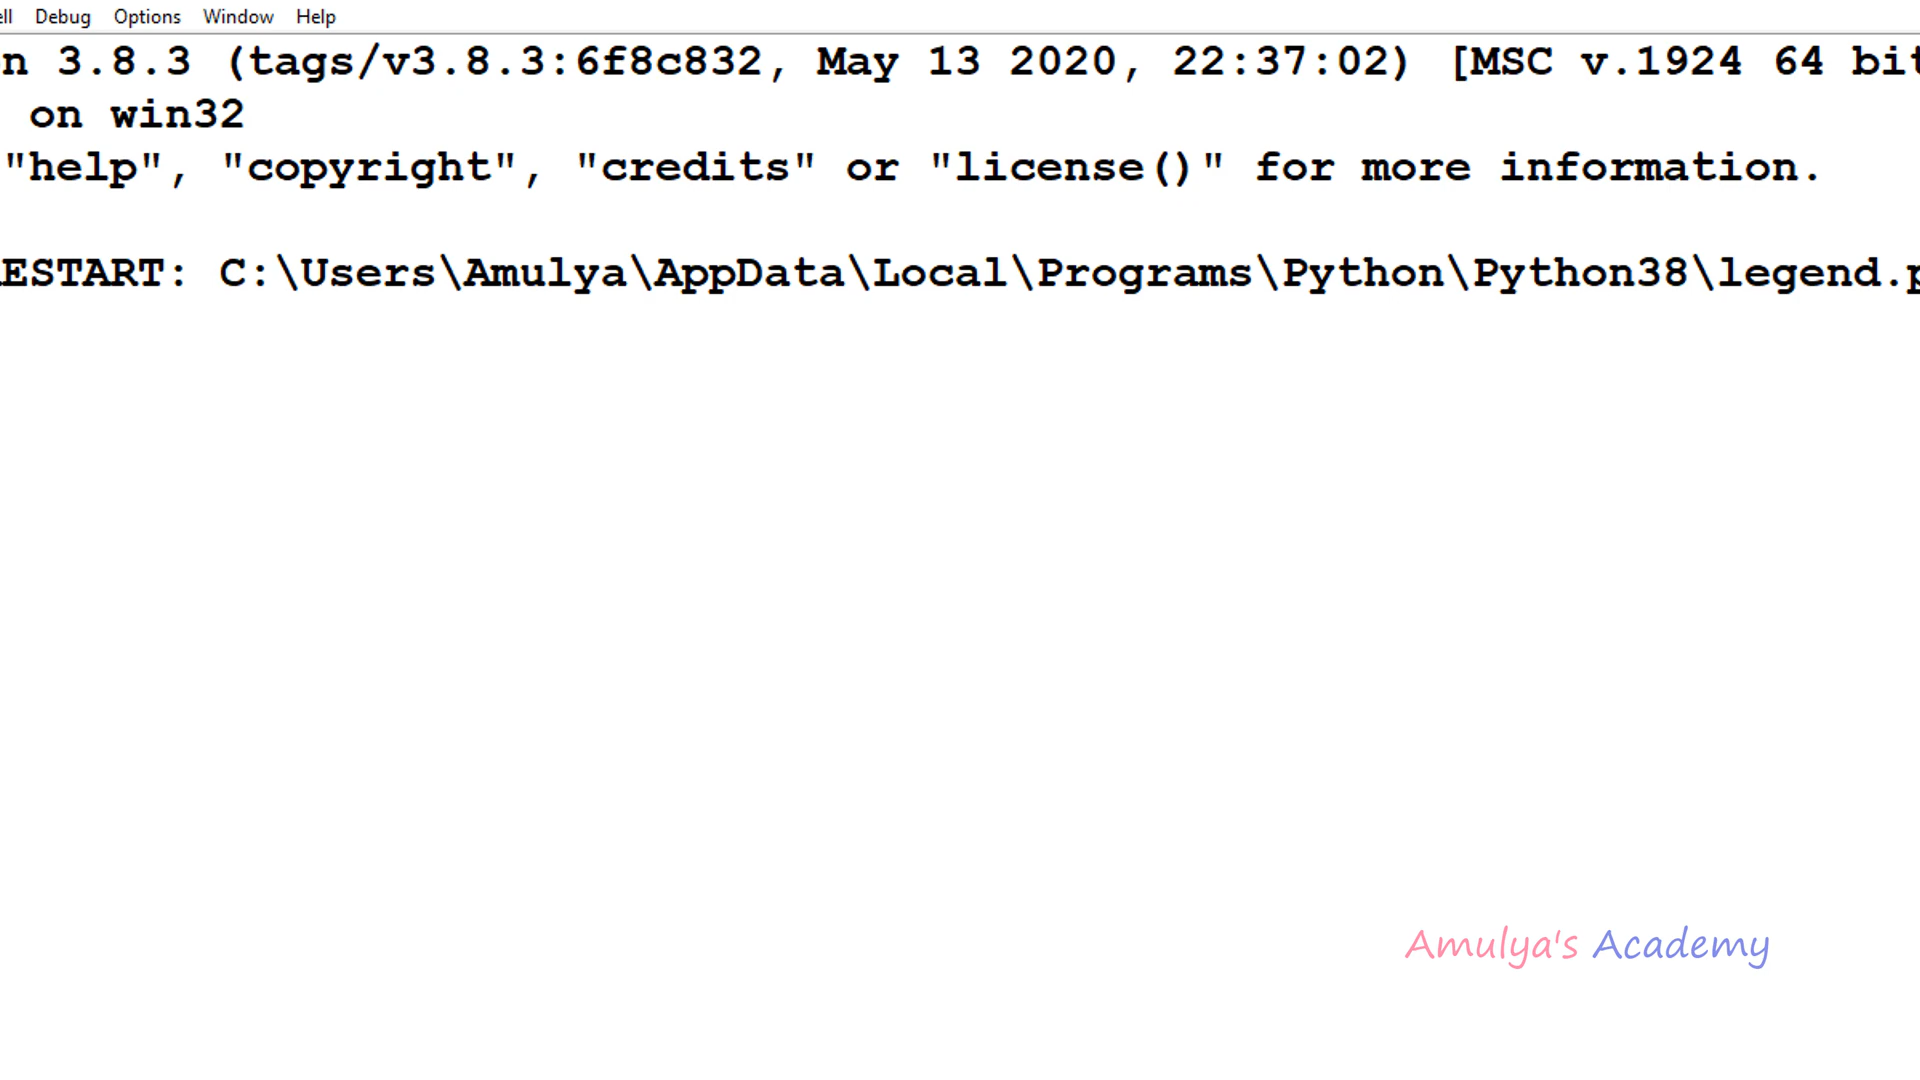 Debug Options Window Help
n 3.8.3 (tags/v3.8.3:6f8c832, May 13 2020, 22:37:02) [MSC v.1924 64 bit
on win32
"help", "copyright", "credits" or "license()" for more information.
ESTART: C:\Users\Amulya\AppData\Local\Programs\Python\Python38\legend.p
Amulya's Academy